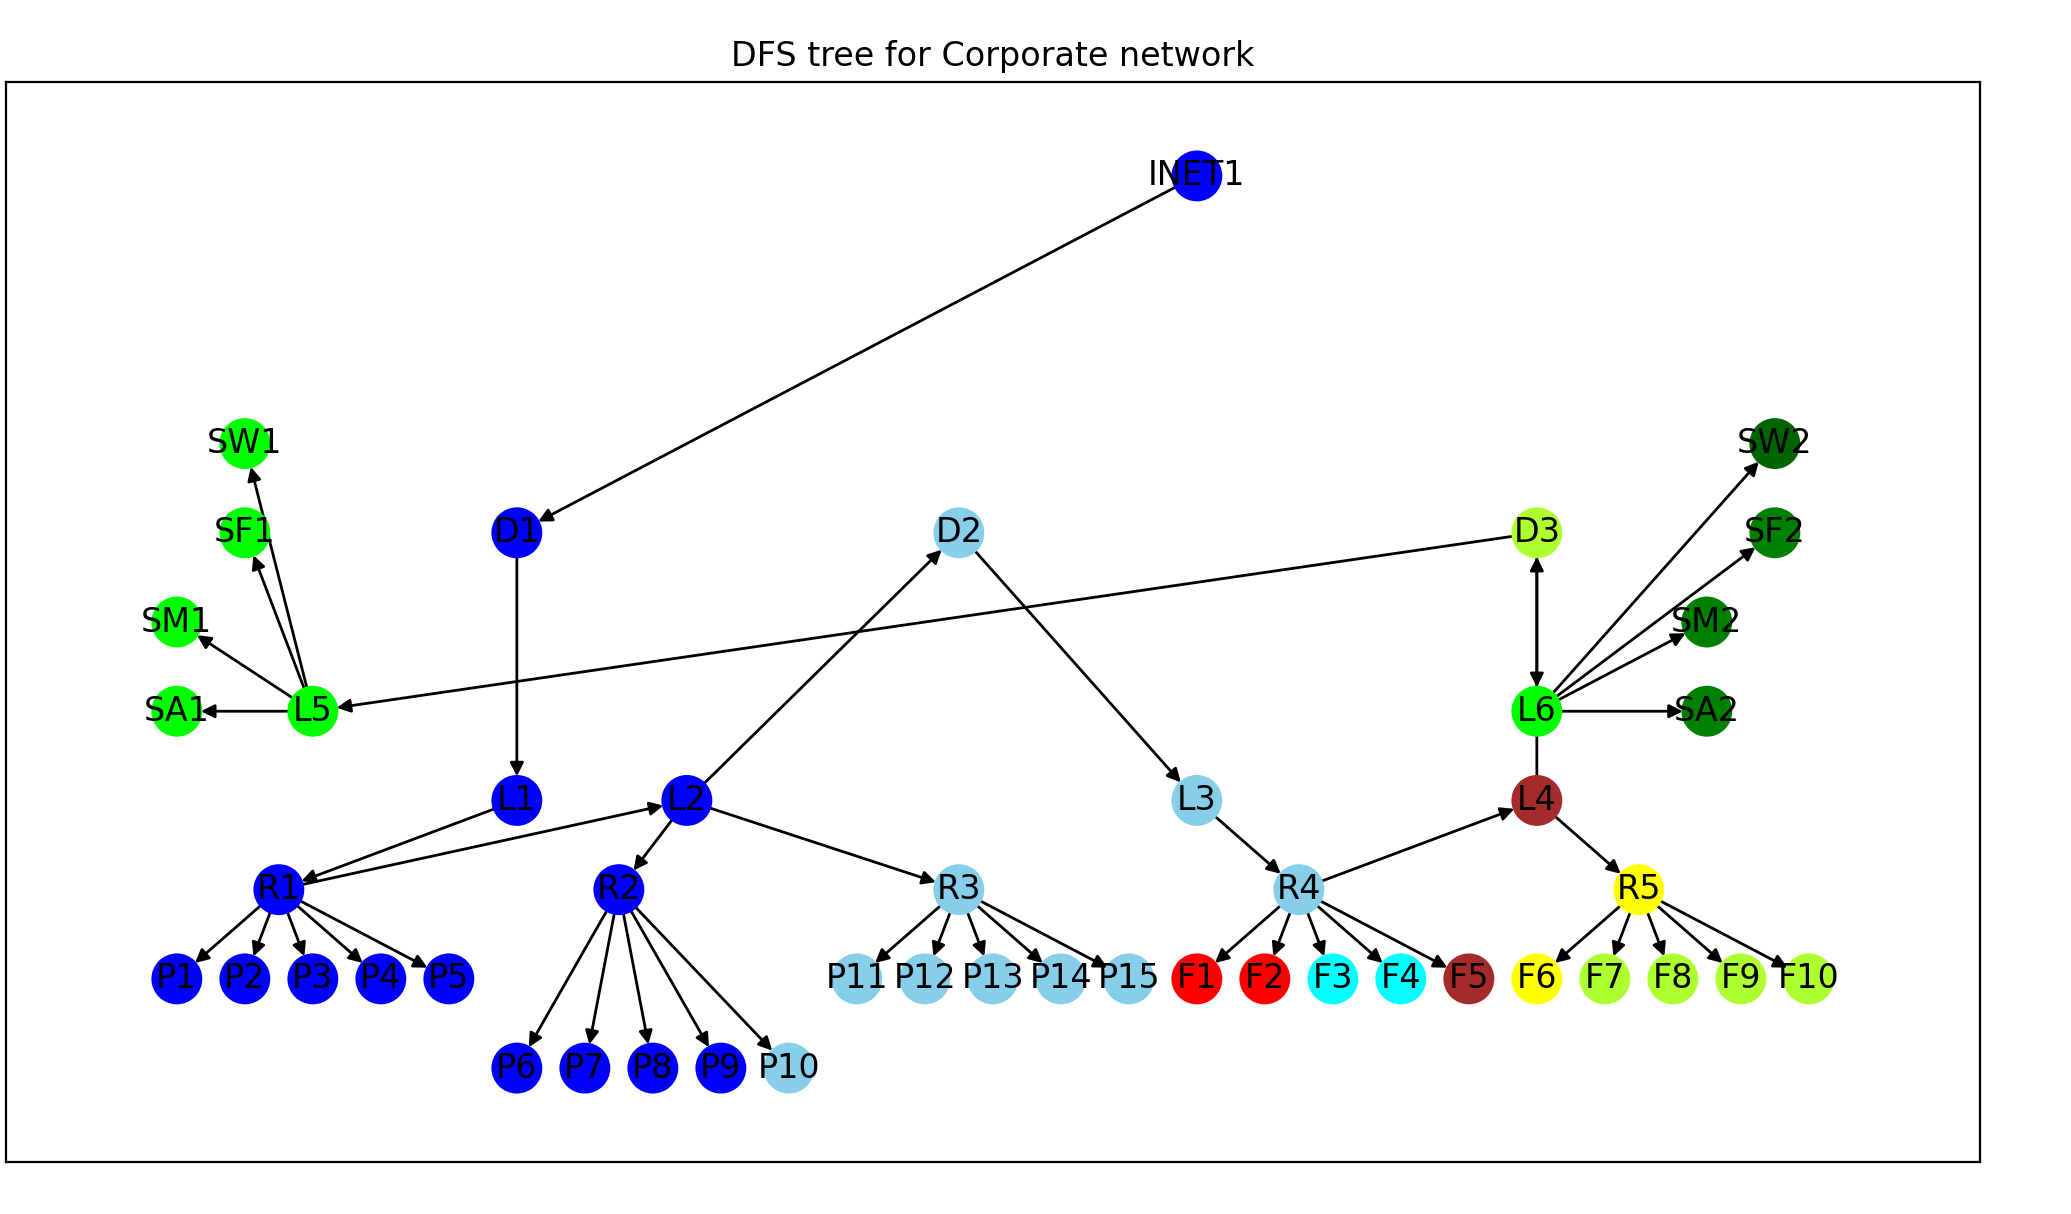 DFS tree for Corporate network
INET1
SW1
SW2
SF1
D1
D2
D3
SF2
SM1
SM2
SA1
L5
L6
SA2
L1
L2
L3
L4
R1
R2
R3
R4
R5
P1
P2
P3
P4
P5
P11
P12
P13
P14
P15
F1
F2
F3
F4
F5
F6
F7
F8
F9
F10
P6
P7
P8
P9
P10